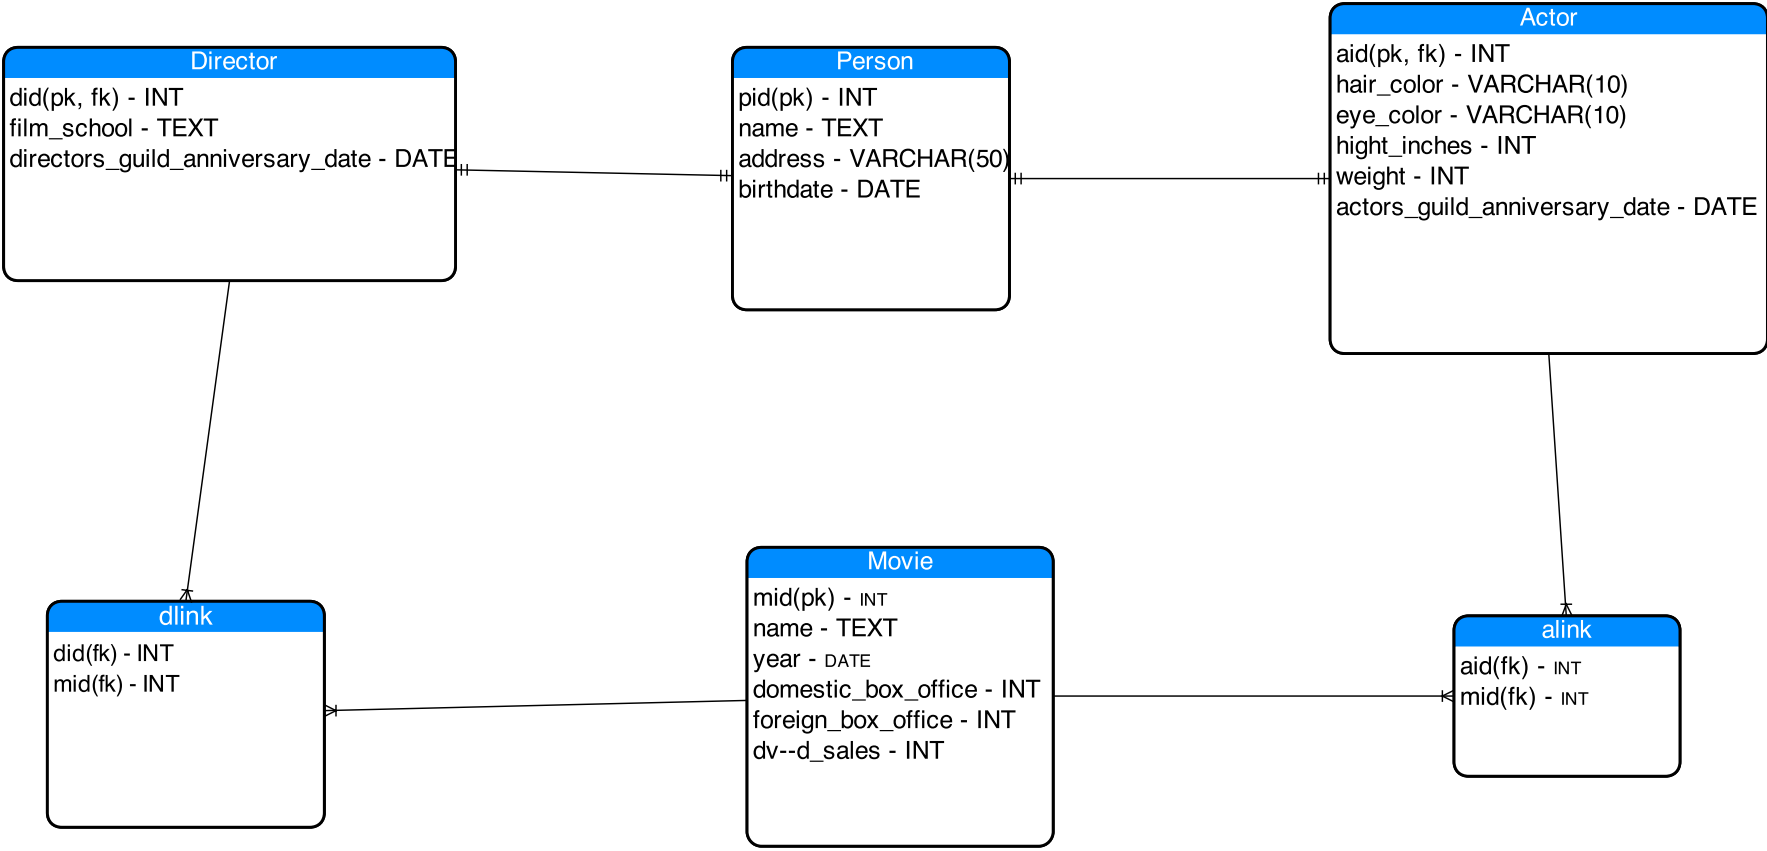 Director
did(pk, fk) - INT
film_school - TEXT
directors_guild_anniversary_date - DATE
Person
pid(pk) - INT
name - TEXT
address - VARCHAR(50)
birthdate - DATE
Actor
aid(pk, fk) - INT
hair_color - VARCHAR(10)
eye_color - VARCHAR(10)
hight_inches - INT
weight - INT
actors_guild_anniversary_date - DATE
dlink
did(fk) - INT
mid(fk) - INT
Movie
mid(pk) - INT
name - TEXT
year - DATE
domestic_box_office - INT
foreign_box_office - INT
dv--d_sales - INT
alink
aid(fk) - INT
mid(fk) - INT